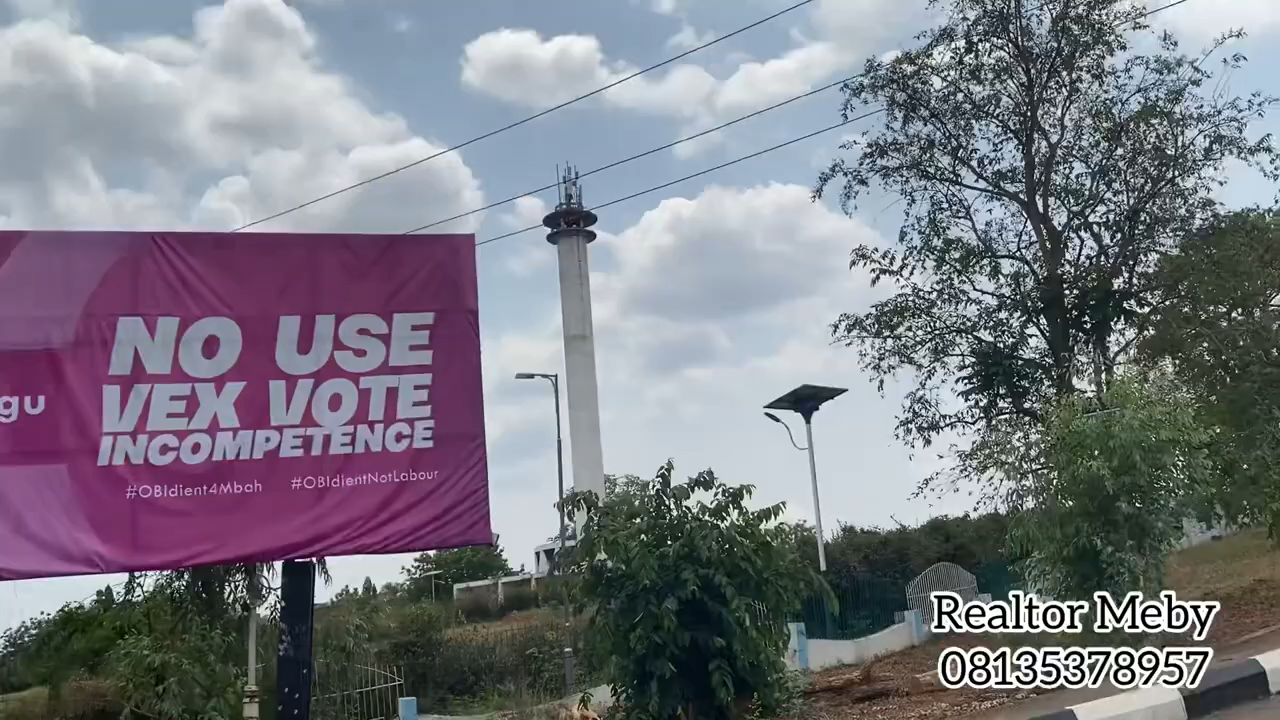 gu
NO USE
VEX VOTE
INCOMPETENCE
#OBIdient4Mbah #OBIdientNotLabour
Realtor Meby
08135378957